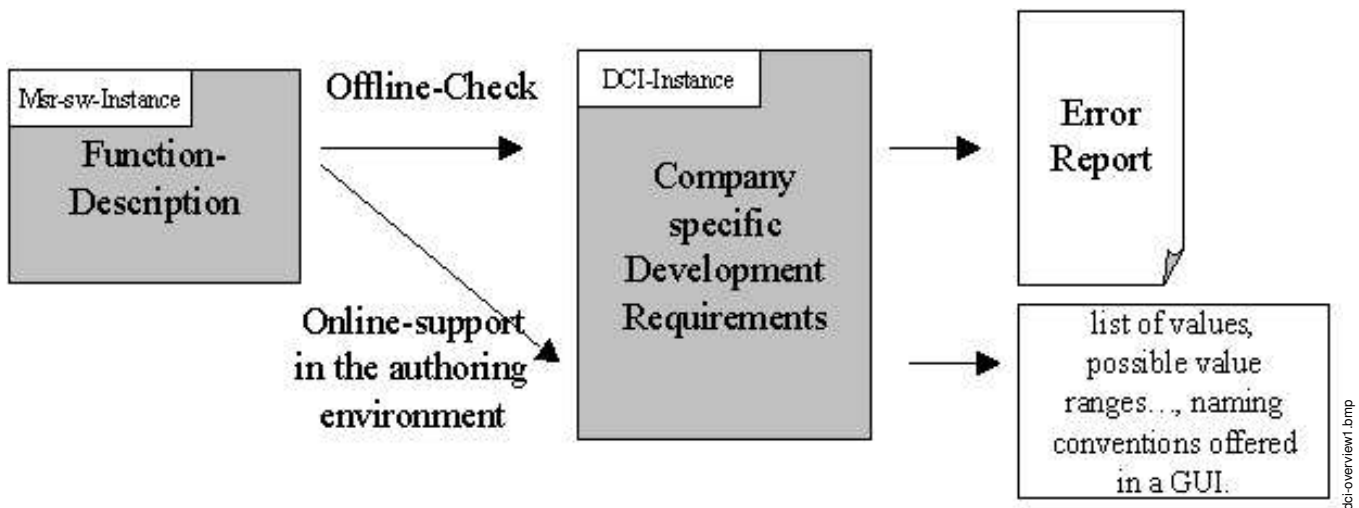 Msr-sw-Instance
Function-
Description
Offline-Check
Online-support
in the authoring
environment
DCI-Instance
Company
specific
Development
Requirements
Error
Report
list of values,
possible value
ranges..., naming
conventions offered
in a GUI.
dci-overview1.bmp